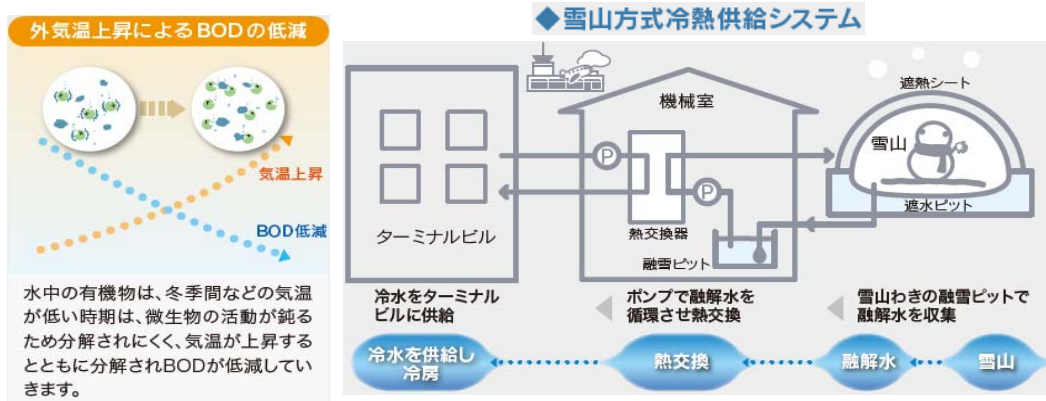 外気温上昇によるBODの低減
気温上昇
BOD低減
水中の有機物は、冬季間などの気温
が低い時期は、微生物の活動が鈍る
ため分解されにくく、気温が上昇する
とともに分解されBODが低減してい
きます。
◆雪山方式冷熱供給システム
ターミナルビル
機械室
P
P
熱交換器
融雪ピット
遮熱シート
雪山
遮水ピット
冷水をターミナル
ビルに供給
ポンプで融解水を
循環させ熱交換
雪山わきの融雪ピットで
融解水を収集
冷水を供給し
冷房
熱交換
融解水
雪山